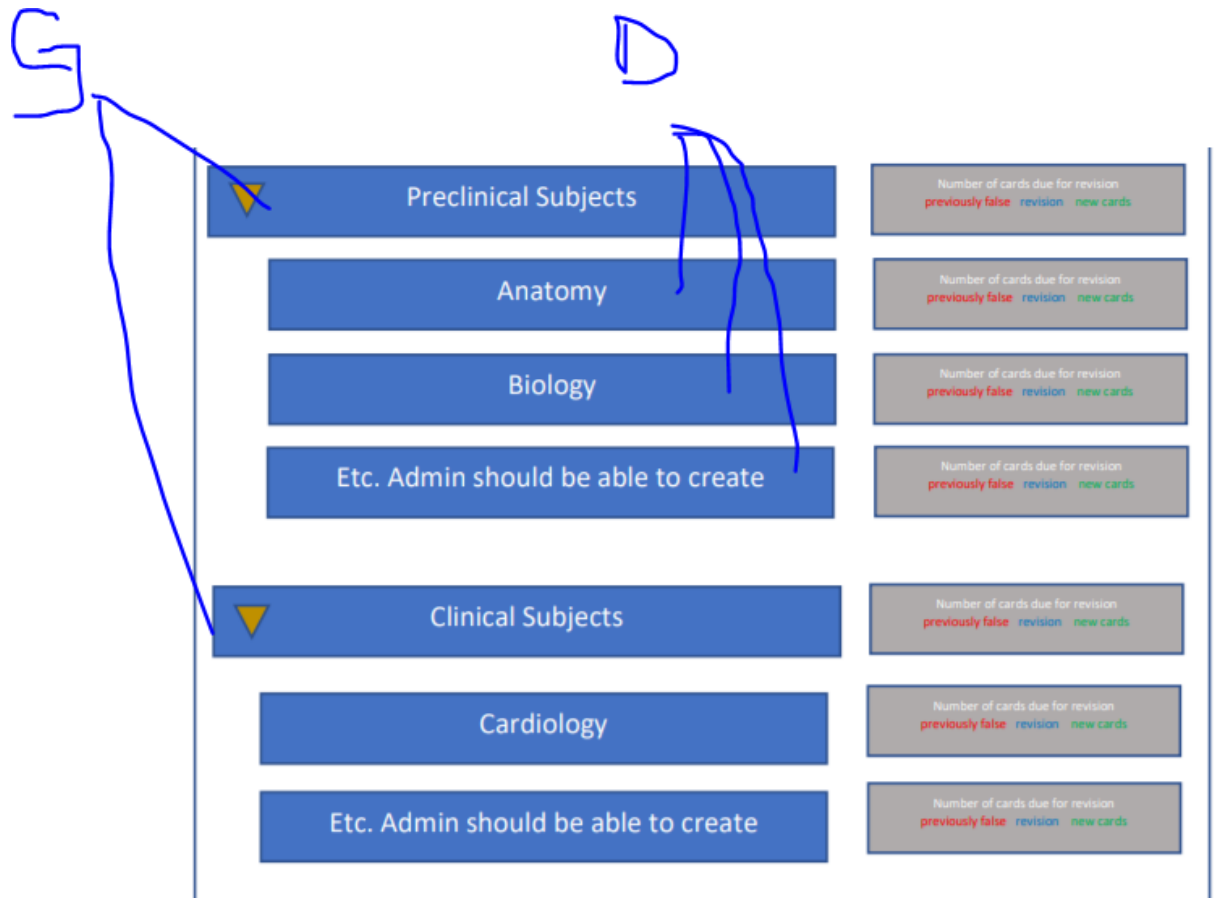 G D
Preclinical Subjects
Number of cards due for revision
previously false revision new cards
Anatomy
Number of cards due for revision
previously false revision new cards
Biology
Number of cards due for revision
previously false revision new cards
Etc. Admin should be able to create
Number of cards due for revision
previously false revision new cards
Clinical Subjects
Number of cards due for revision
previously false revision new cards
Cardiology
Number of cards due for revision
previously false revision new cards
Etc. Admin should be able to create
Number of cards due for revision
previously false revision new cards